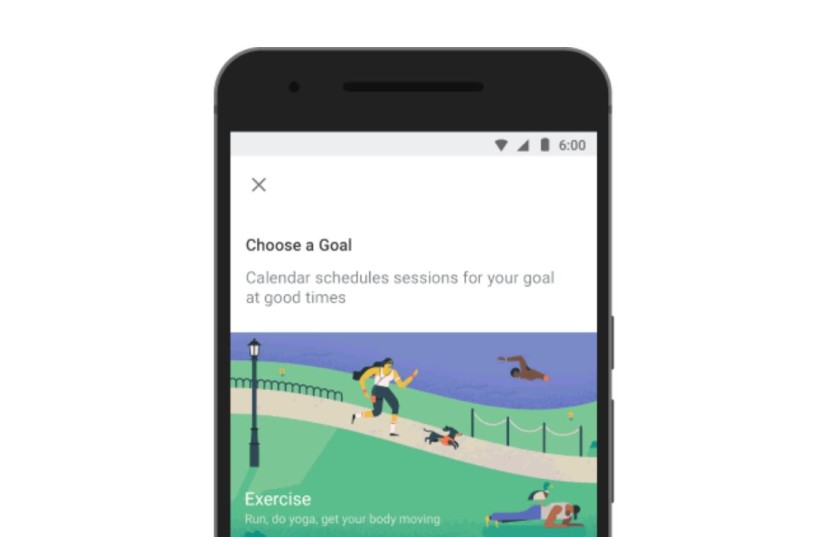 6:00
Choose a Goal
Calendar schedules sessions for your goal
at good times
Exercise
Run, do yoga, get your body moving